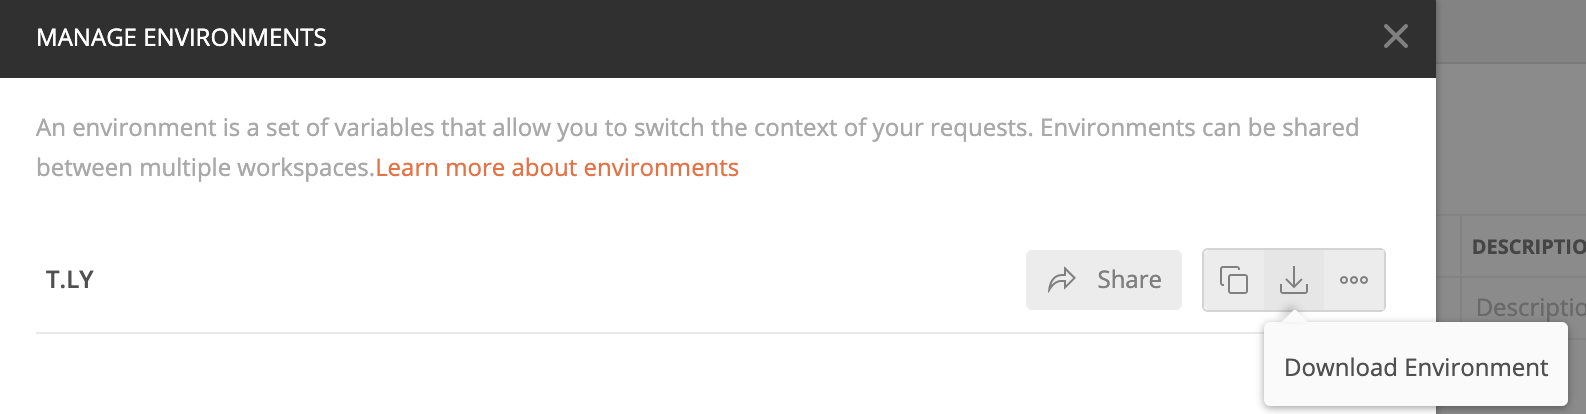 MANAGE ENVIRONMENTS
An environment is a set of variables that allow you to switch the context of your requests. Environments can be shared
between multiple workspaces.Learn more about environments
DESCRIPTIO
T.LY
Share
Descriptio
Download Environment